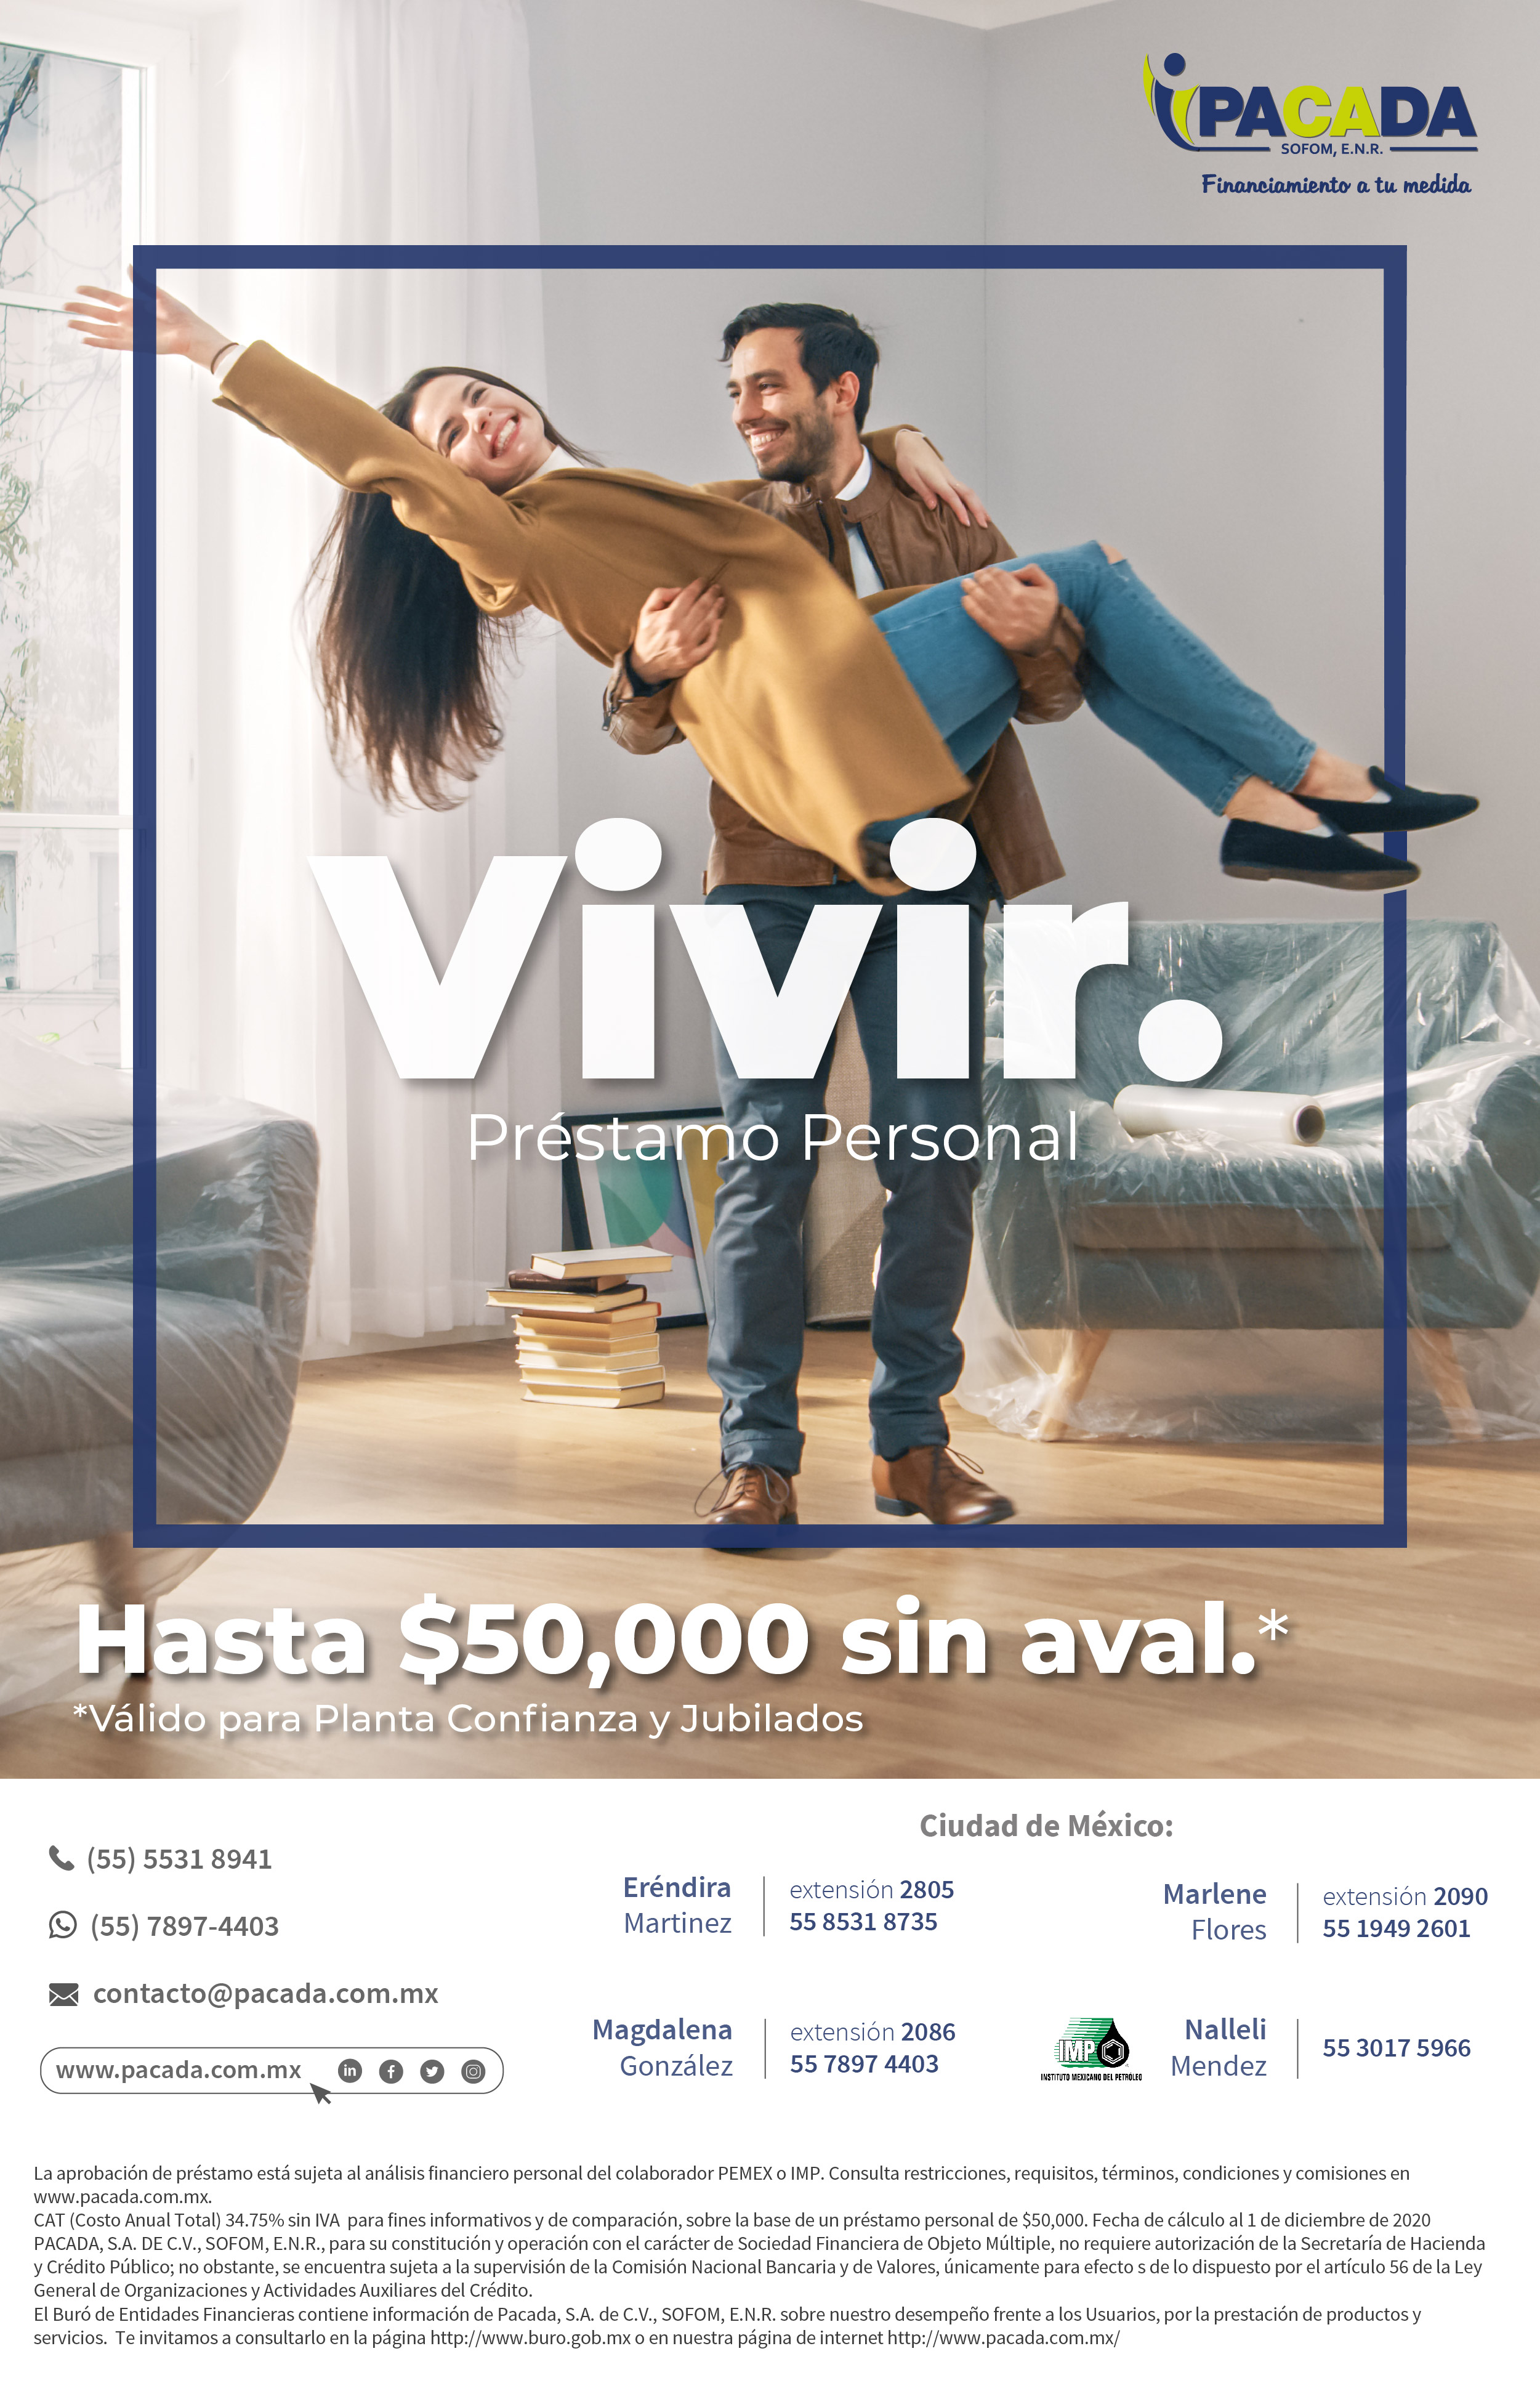 PACADA
SOFOM, E.N.R.
Financiamiento a tu medida
Vivir.
Préstamo Personal
Hasta $50,000 sin aval.*
*Válido para Planta Confianza y Jubilados
(55) 5531 8941
(55) 7897-4403
contacto@pacada.com.mx
www.pacada.com.mx
in
Ciudad de México:
Eréndira
Martinez
extensión 2805
55 8531 8735
Marlene
Flores
extensión 2090
55 1949 2601
Magdalena
González
extensión 2086
55 7897 4403
IMP
INSTITUTO MEXICANO DEL PETRÓLEO
Nalleli
Mendez
55 3017 5966
La aprobación de préstamo está sujeta al análisis financiero personal del colaborador PEMEX o IMP. Consulta restricciones, requisitos, términos, condiciones y comisiones en
www.pacada.com.mx.
CAT (Costo Anual Total) 34.75% sin IVA  para fines informativos y de comparación, sobre la base de un préstamo personal de $50,000. Fecha de cálculo al 1 de diciembre de 2020
PACADA, S.A. DE C.V., SOFOM, E.N.R., para su constitución y operación con el carácter de Sociedad Financiera de Objeto Múltiple, no requiere autorización de la Secretaría de Hacienda
y Crédito Público; no obstante, se encuentra sujeta a la supervisión de la Comisión Nacional Bancaria y de Valores, únicamente para efecto s de lo dispuesto por el artículo 56 de la Ley
General de Organizaciones y Actividades Auxiliares del Crédito.
El Buró de Entidades Financieras contiene información de Pacada, S.A. de C.V., SOFOM, E.N.R. sobre nuestro desempeño frente a los Usuarios, por la prestación de productos y
servicios.  Te invitamos a consultarlo en la página http://www.buro.gob.mx o en nuestra página de internet http://www.pacada.com.mx/